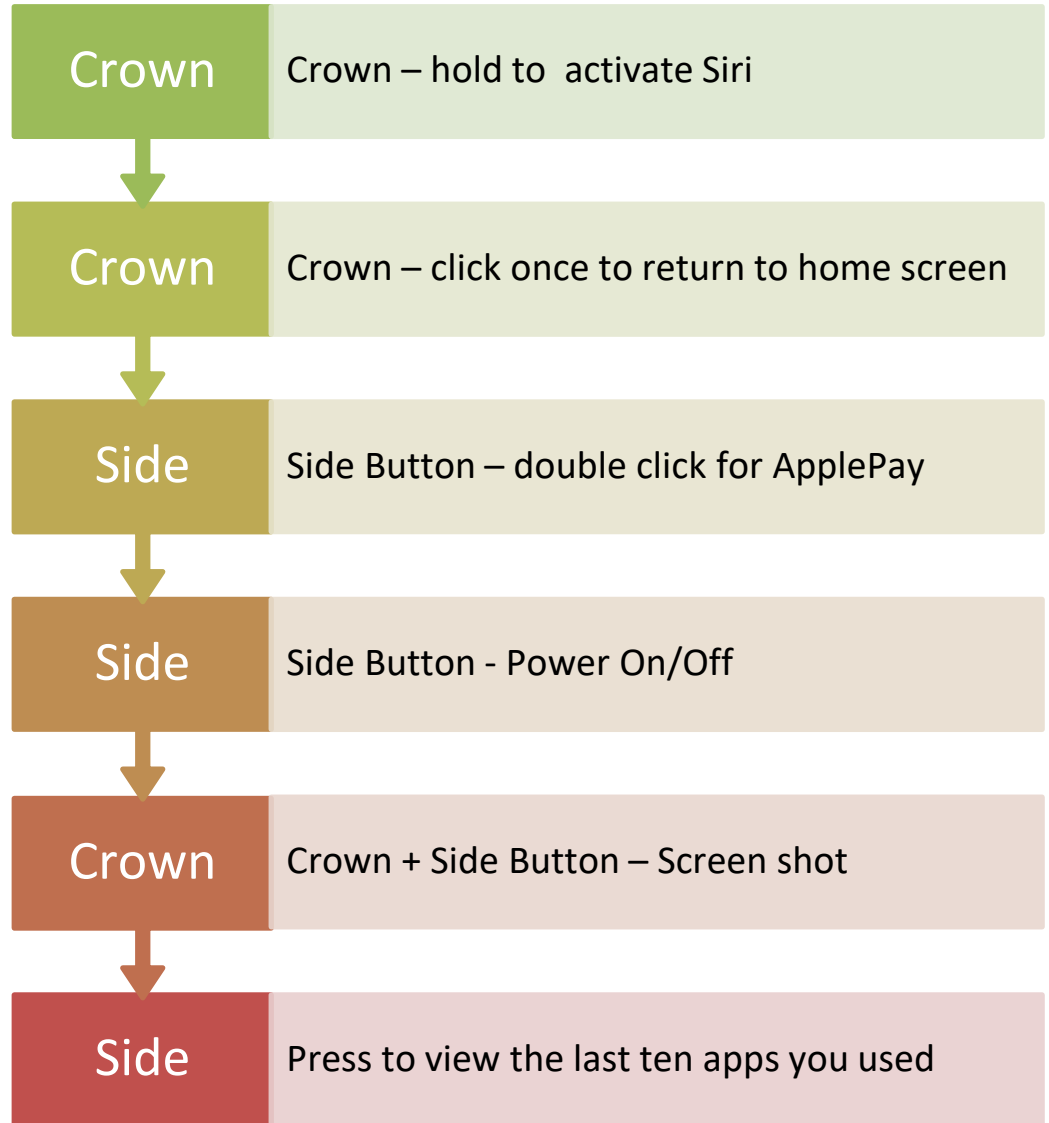 Crown
Crown – hold to  activate Siri
Crown
Crown – click once to return to home screen
Side
Side Button – double click for ApplePay
Side
Side Button - Power On/Off
Crown
Crown + Side Button – Screen shot
Side
Press to view the last ten apps you used